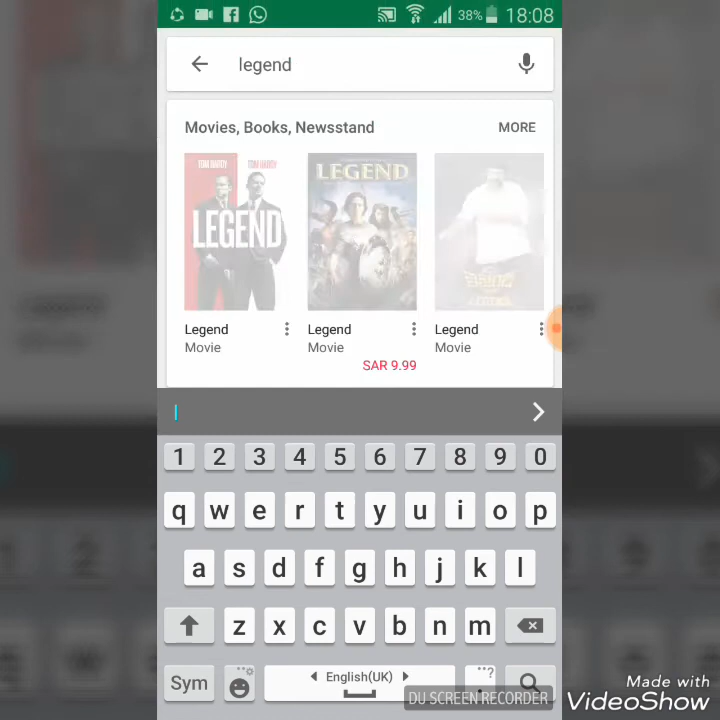 38% 18:08
legend
Movies, Books, Newsstand MORE
TOM HARDY TOM HARDY
LEGEND
LEGEND
LEGEND
Legend
Movie
Legend
Movie
SAR 9.99
Legend
Movie
1 2 3 4 5 6 7 8 9 0
q w e r t y u i o p
a s d f g h j k l
z x c v b n m
Sym English(UK) ...? .
DU SCREEN RECORDER
Made with
VideoShow